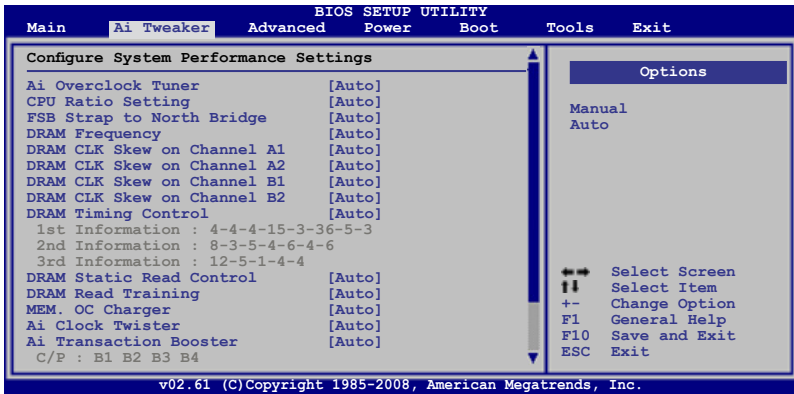 BIOS SETUP UTILITY
Main Ai Tweaker Advanced Power Boot Tools Exit
Configure System Performance Settings
Ai Overclock Tuner [Auto]
CPU Ratio Setting [Auto]
FSB Strap to North Bridge [Auto]
DRAM Frequency [Auto]
DRAM CLK Skew on Channel A1 [Auto]
DRAM CLK Skew on Channel A2 [Auto]
DRAM CLK Skew on Channel B1 [Auto]
DRAM CLK Skew on Channel B2 [Auto]
DRAM Timing Control [Auto]
1st Information : 4-4-4-15-3-36-5-3
2nd Information : 8-3-5-4-6-4-6
3rd Information : 12-5-1-4-4
DRAM Static Read Control [Auto]
DRAM Read Training [Auto]
MEM. OC Charger [Auto]
Ai Clock Twister [Auto]
Ai Transaction Booster [Auto]
C/P : B1 B2 B3 B4
Options
Manual
Auto
Select Screen
Select Item
+- Change Option
F1 General Help
F10 Save and Exit
ESC Exit
v02.61 (C)Copyright 1985-2008, American Megatrends, Inc.